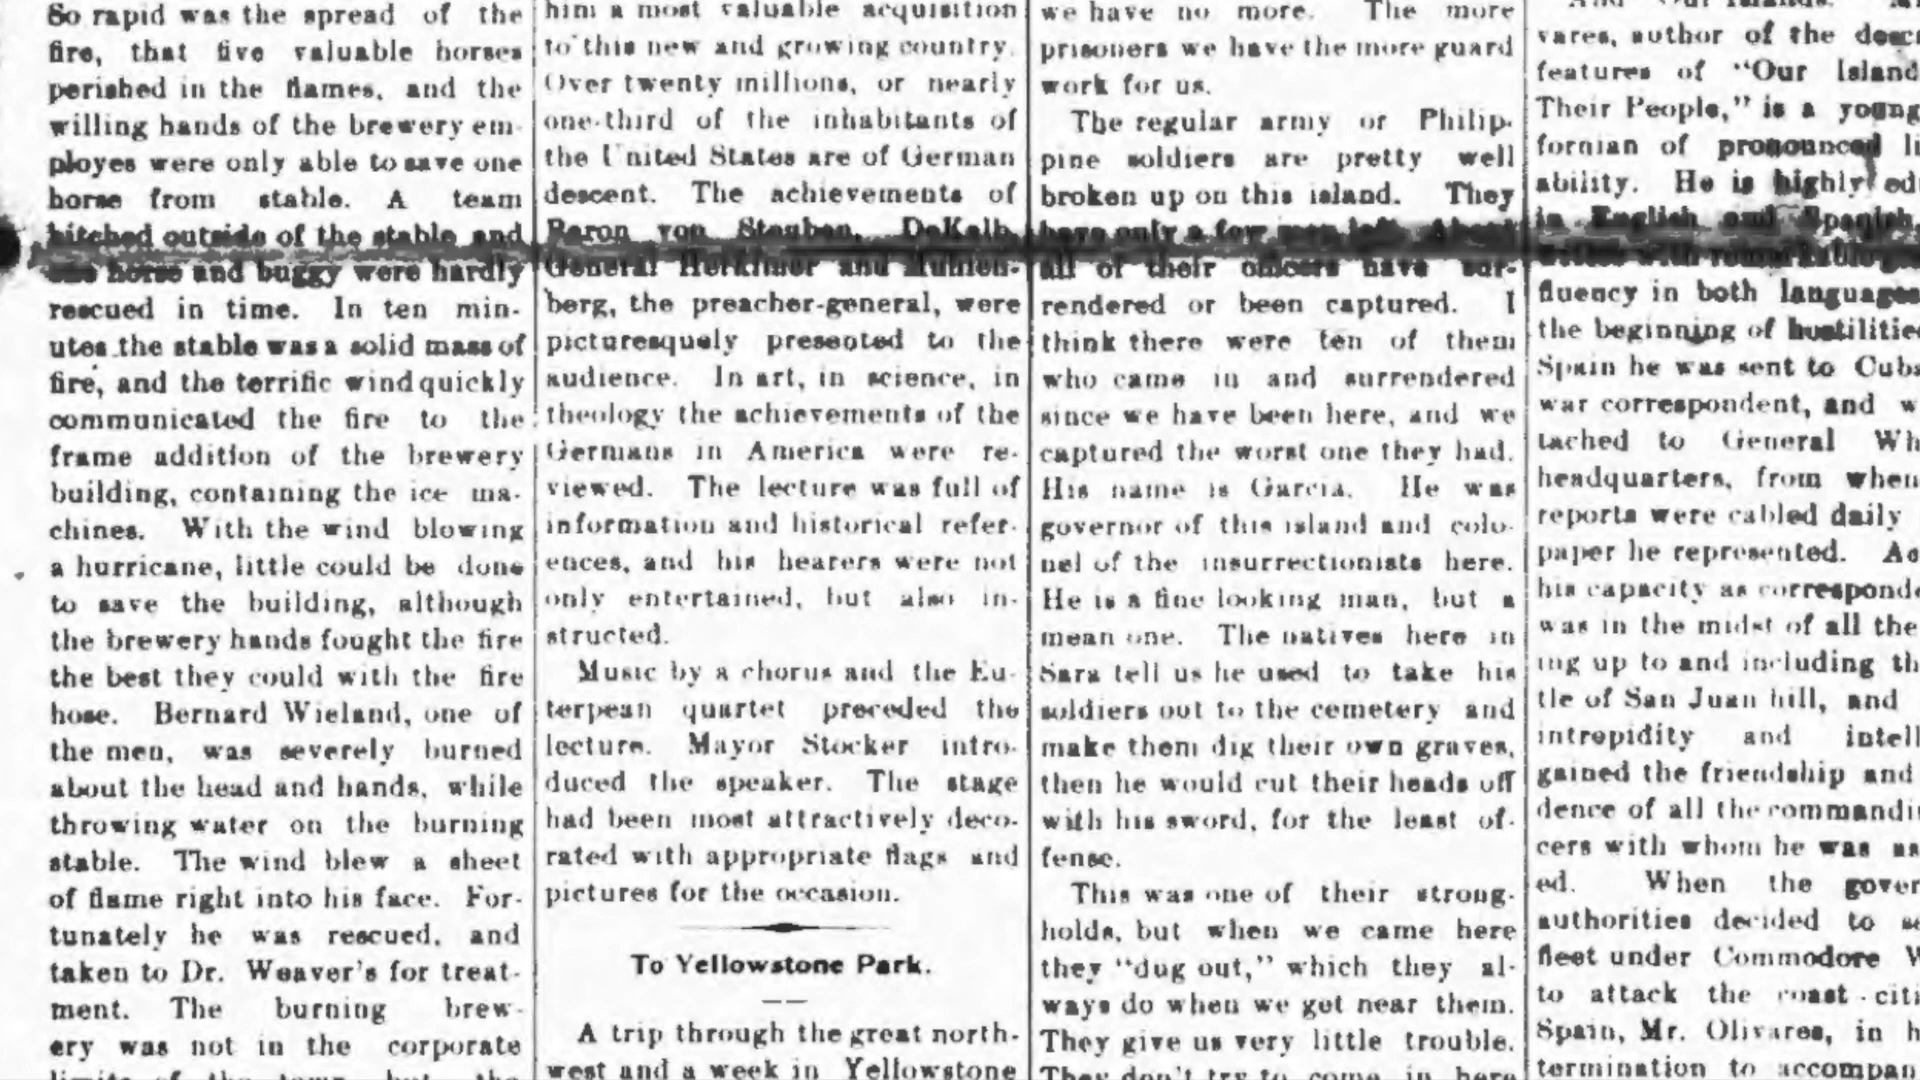 So rapid was the spread of the
fire, that five valuable horses
perished in the flames, and the
willing hands of the brewery em-
ployes were only able to save one
horse from stable. A team
hitched outside of the stable and
one horse and buggy were hardly
rescued in time. In ten min-
utes the stable was a solid mass of
fire, and the terrific wind quickly
communicated the fire to the
frame addition of the brewery
building, containing the ice ma-
chines. With the wind blowing
a hurricane, little could be done
to save the building, although
the brewery hands fought the fire
the best they could with the fire
hose. Bernard Wieland, one of
the men, was severely burned
about the head and hands, while
throwing water on the burning
stable. The wind blew a sheet
of flame right into his face. For-
tunately he was rescued, and
taken to Dr. Weaver's for treat-
ment. The burning brew-
ery was not in the corporate
limits of the town, but the
him a most valuable acquisition
to this new and growing country.
Over twenty millions, or nearly
one-third of the inhabitants of
the United States are of German
descent. The achievements of
Baron von Steuben, DeKalb,
General Herkimer and Muhlen-
berg, the preacher-general, were
picturesquely presented to the
audience. In art, in science, in
theology the achievements of the
Germans in America were re-
viewed. The lecture was full of
information and historical refer-
ences, and his hearers were not
only entertained, but also in-
structed.
Music by a chorus and the Eu-
terpean quartet preceded the
lecture. Mayor Stocker intro-
duced the speaker. The stage
had been most attractively deco-
rated with appropriate flags and
pictures for the occasion.
To Yellowstone Park.
A trip through the great north-
west and a week in Yellowstone
we have no more. The more
prisoners we have the more guard
work for us.
The regular army or Philip-
pine soldiers are pretty well
broken up on this island. They
have only a few men left. About
all of their officers have sur-
rendered or been captured. I
think there were ten of them
who came in and surrendered
since we have been here, and we
captured the worst one they had.
His name is Garcia. He was
governor of this island and colo-
nel of the insurrectionists here.
He is a fine looking man, but a
mean one. The natives here in
Sara tell us he used to take his
soldiers out to the cemetery and
make them dig their own graves,
then he would cut their heads off
with his sword, for the least of-
fense.
This was one of their strong-
holds, but when we came here
they "dug out," which they al-
ways do when we get near them.
They give us very little trouble.
They don't try to come in here
vares, author of the desc
features of "Our Island
Their People," is a young
fornian of pronounced li
ability. He is highly ed
in English and Spanish,
fluency in both languages
the beginning of hostilitie
Spain he was sent to Cuba
war correspondent, and w
tached to General Wh
headquarters, from when
reports were cabled daily
paper he represented. As
his capacity as corresponde
was in the midst of all the
ing up to and including th
tle of San Juan hill, and
intrepidity and intell
gained the friendship and
dence of all the commandi
cers with whom he was as
ed. When the gover
authorities decided to se
fleet under Commodore W
to attack the coast citi
Spain, Mr. Olivares, in h
termination to accompan